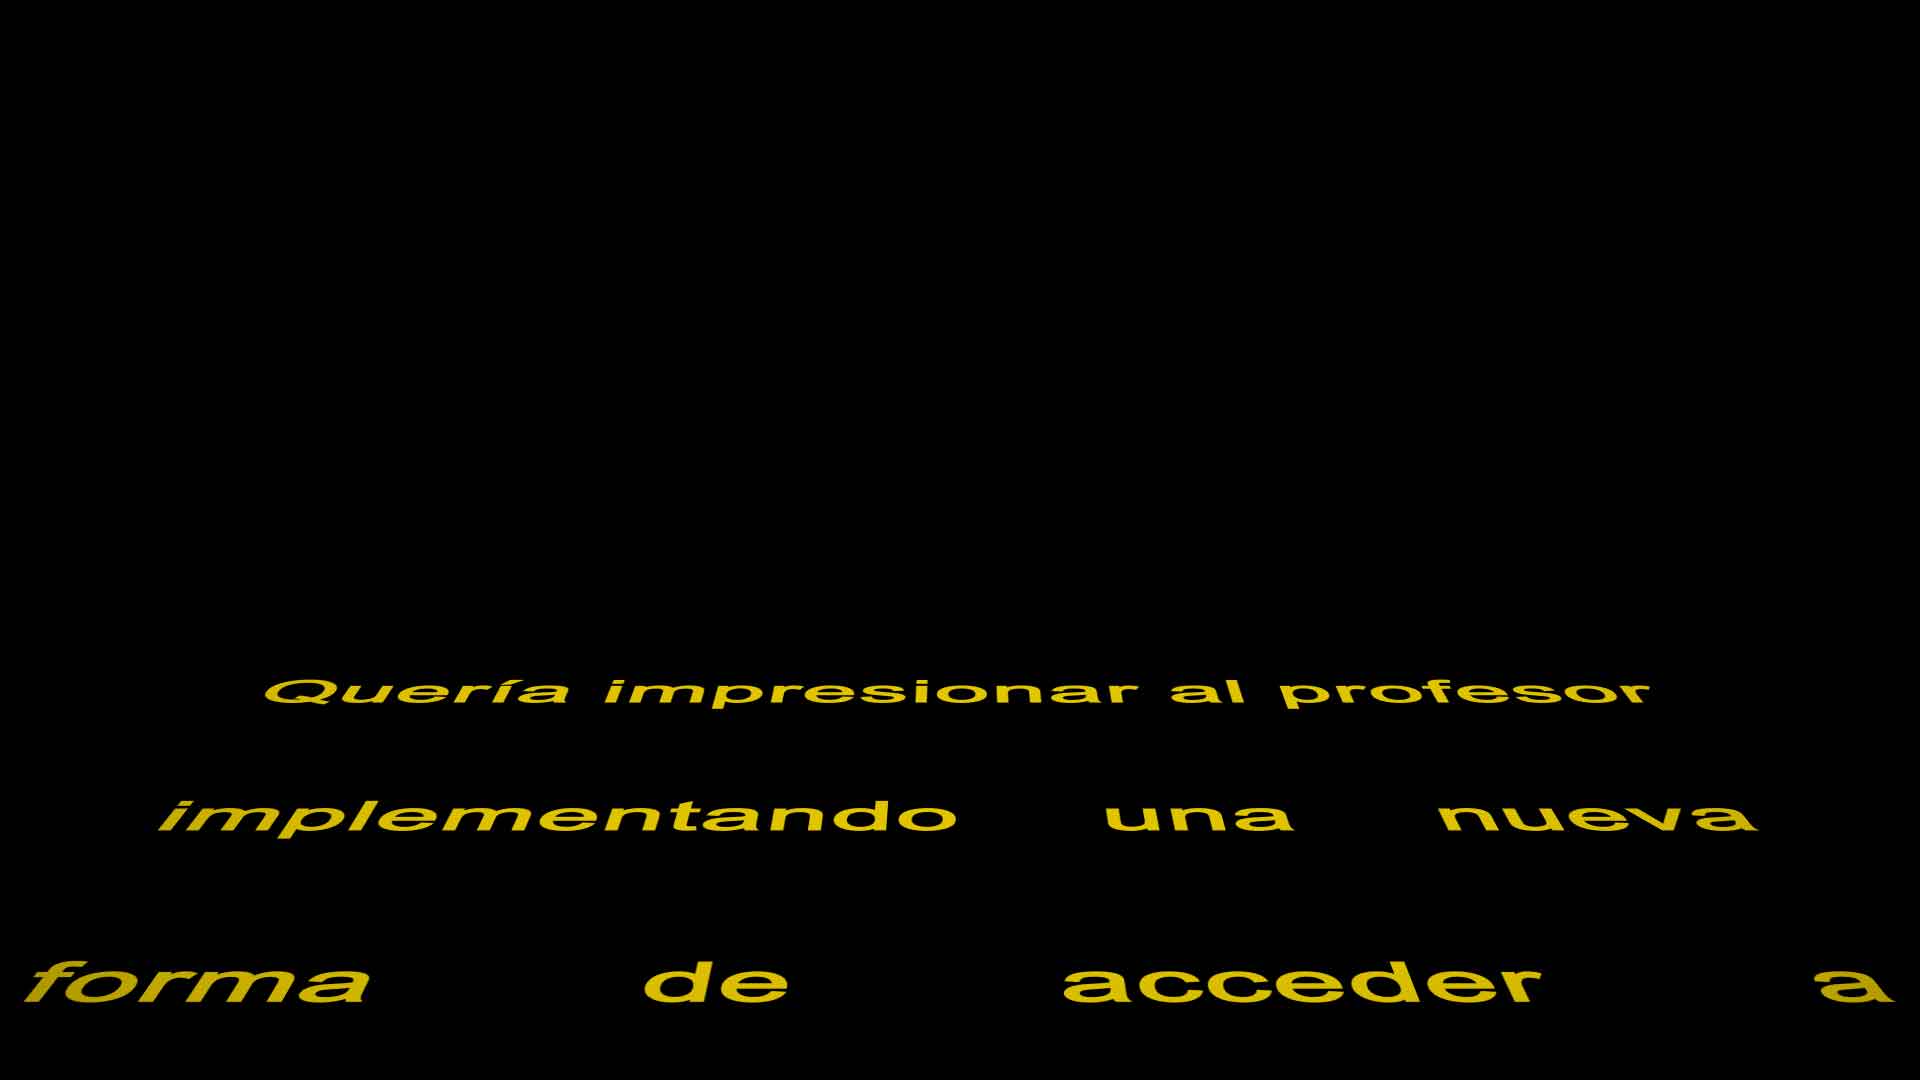 Quería impresionar al profesor
implementando una nueva
forma de acceder a